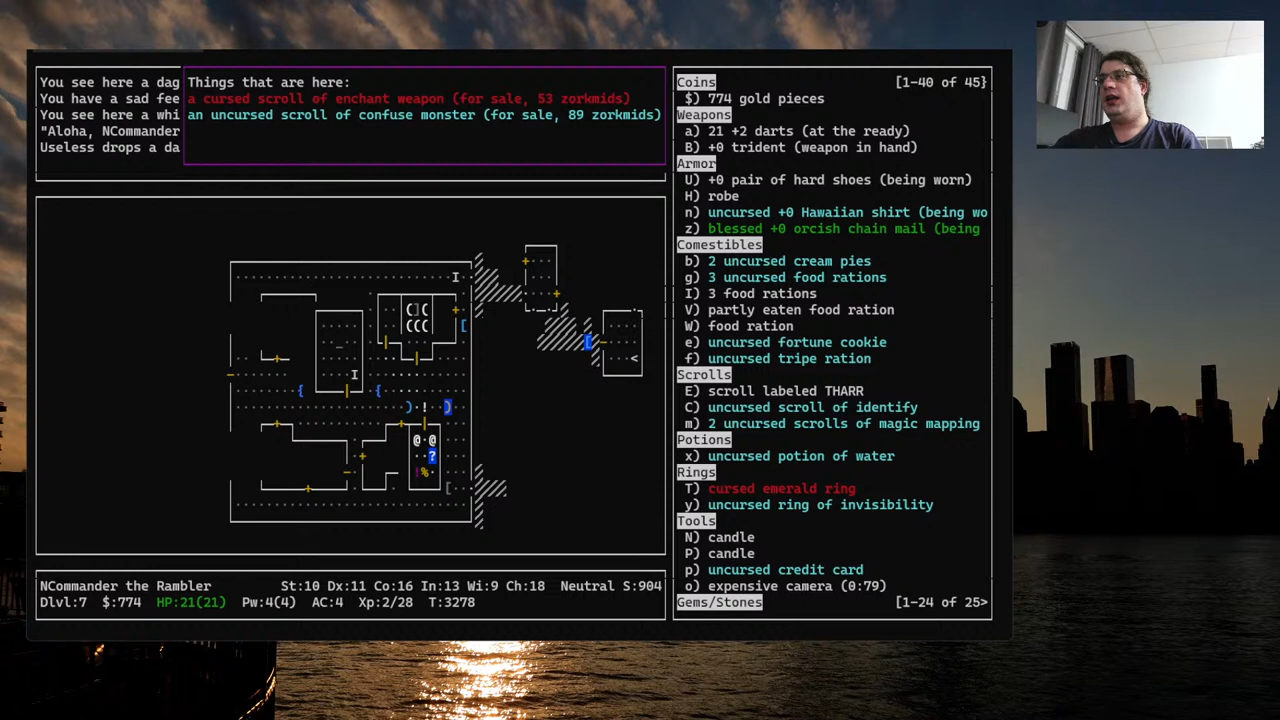 You see here a dag
You have a sad fee
You see here a whi
"Aloha, NCommander
Useless drops a da
Things that are here:
a cursed scroll of enchant weapon (for sale, 53 zorkmids)
an uncursed scroll of confuse monster (for sale, 89 zorkmids)
NCommander the Rambler St:10 Dx:11 Co:16 In:13 Wi:9 Ch:18 Neutral S:904
Dlvl:7 $:774 HP:21(21) Pw:4(4) AC:4 Xp:2/28 T:3278
Coins [1-40 of 45}
$) 774 gold pieces
Weapons
a) 21 +2 darts (at the ready)
B) +0 trident (weapon in hand)
Armor
U) +0 pair of hard shoes (being worn)
H) robe
n) uncursed +0 Hawaiian shirt (being wo
z) blessed +0 orcish chain mail (being
Comestibles
b) 2 uncursed cream pies
g) 3 uncursed food rations
I) 3 food rations
V) partly eaten food ration
W) food ration
e) uncursed fortune cookie
f) uncursed tripe ration
Scrolls
E) scroll labeled THARR
C) uncursed scroll of identify
m) 2 uncursed scrolls of magic mapping
Potions
x) uncursed potion of water
Rings
T) cursed emerald ring
y) uncursed ring of invisibility
Tools
N) candle
P) candle
p) uncursed credit card
o) expensive camera (0:79)
Gems/Stones [1-24 of 25>